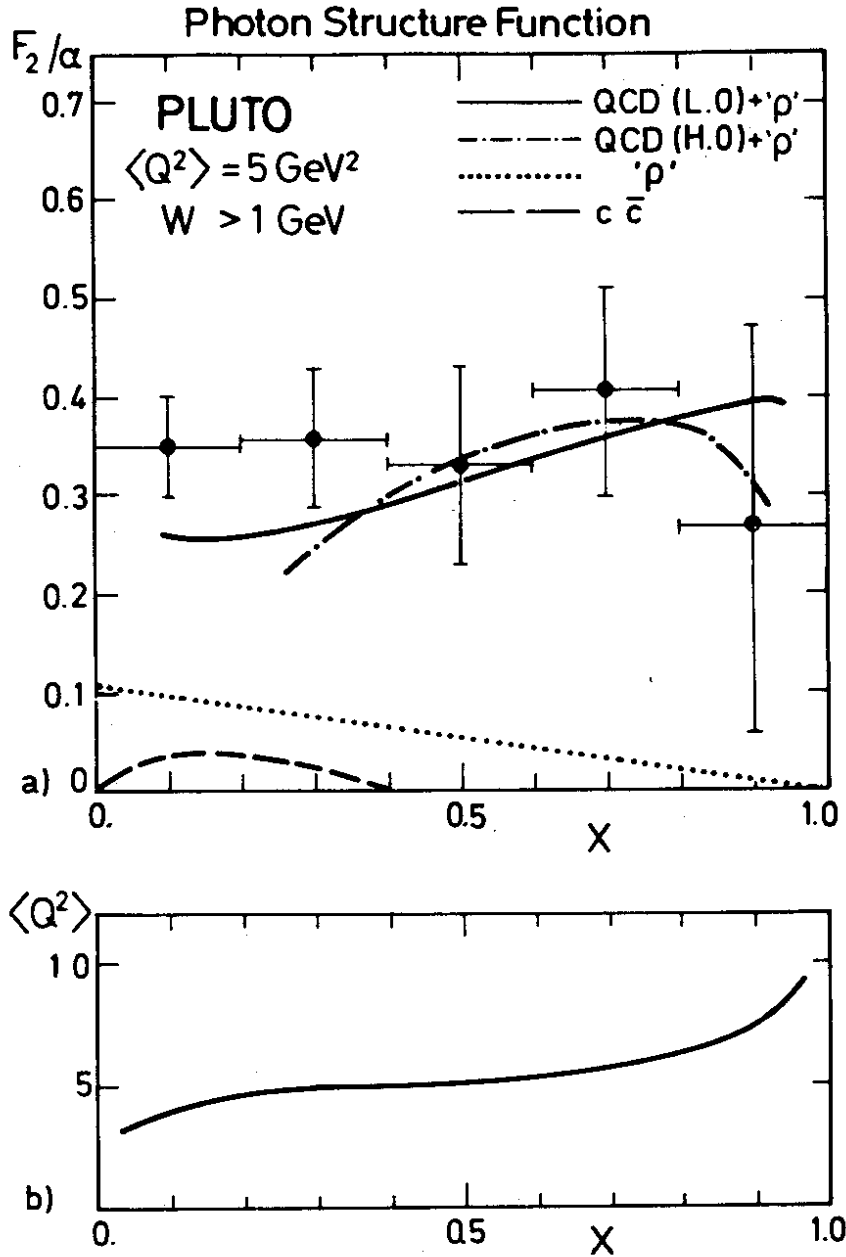 Photon Structure Function
F₂/α
0.7
PLUTO
QCD (L.O)+'ρ'
QCD (H.O)+'ρ'
⟨Q²⟩ = 5 GeV²
'ρ'
0.6
W > 1 GeV
c c̄
0.5
0.4
0.3
0.2
0.1
a) 0
0. 0.5 1.0
X
⟨Q²⟩
10
5
b)
0. 0.5 X 1.0